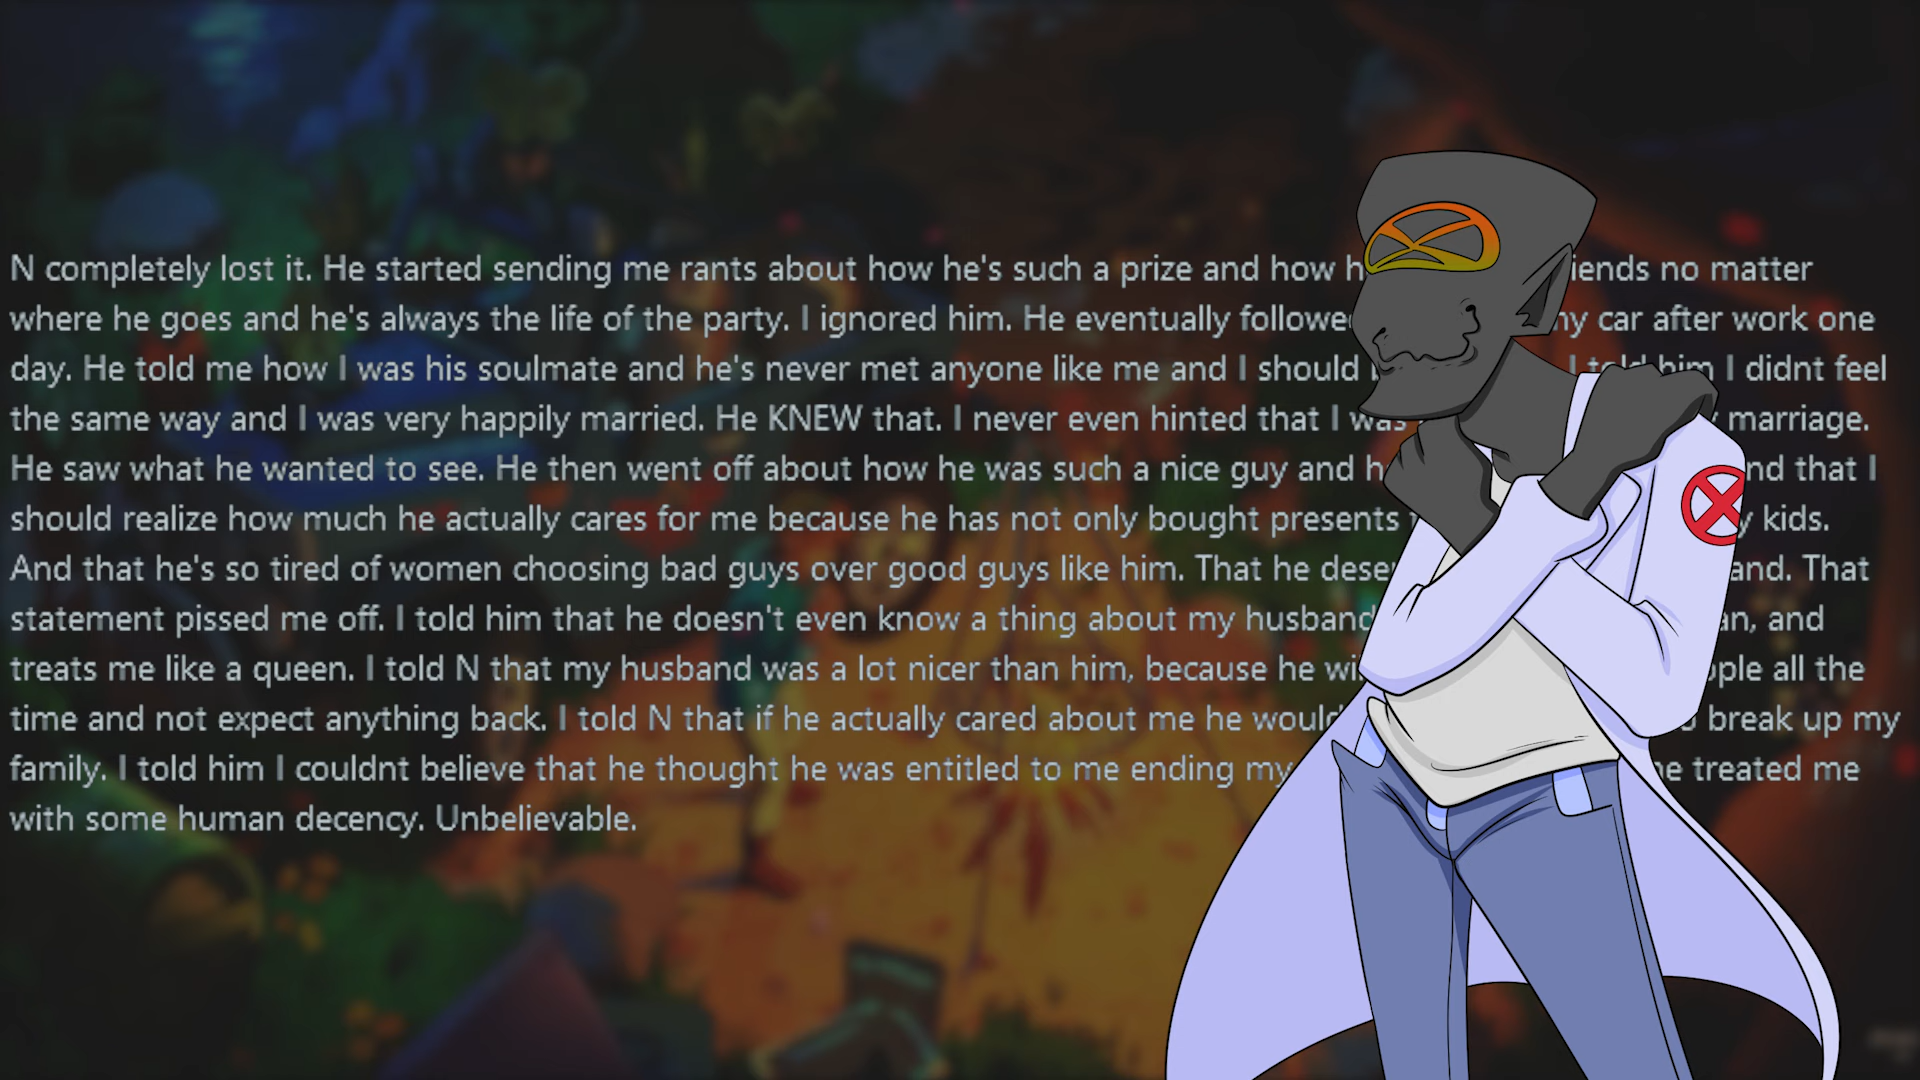 N completely lost it. He started sending me rants about how he's such a prize and how no matter
where he goes and he's always the life of the party. I ignored him. He eventually my car after work one
day. He told me how I was his soulmate and he's never met anyone like me and I should I told him I didnt feel
the same way and I was very happily married. He KNEW that. I never even hinted that I was marriage.
He saw what he wanted to see. He then went off about how he was such a nice guy and that I
should realize how much he actually cares for me because he has not only bought presents kids.
And that he's so tired of women choosing bad guys over good guys like him. That he That
statement pissed me off. I told him that he doesn't even know a thing about my husband and
treats me like a queen. I told N that my husband was a lot nicer than him, because he all the
time and not expect anything back. I told N that if he actually cared about me he break up my
family. I told him I couldnt believe that he thought he was entitled to me ending my treated me
with some human decency. Unbelievable.